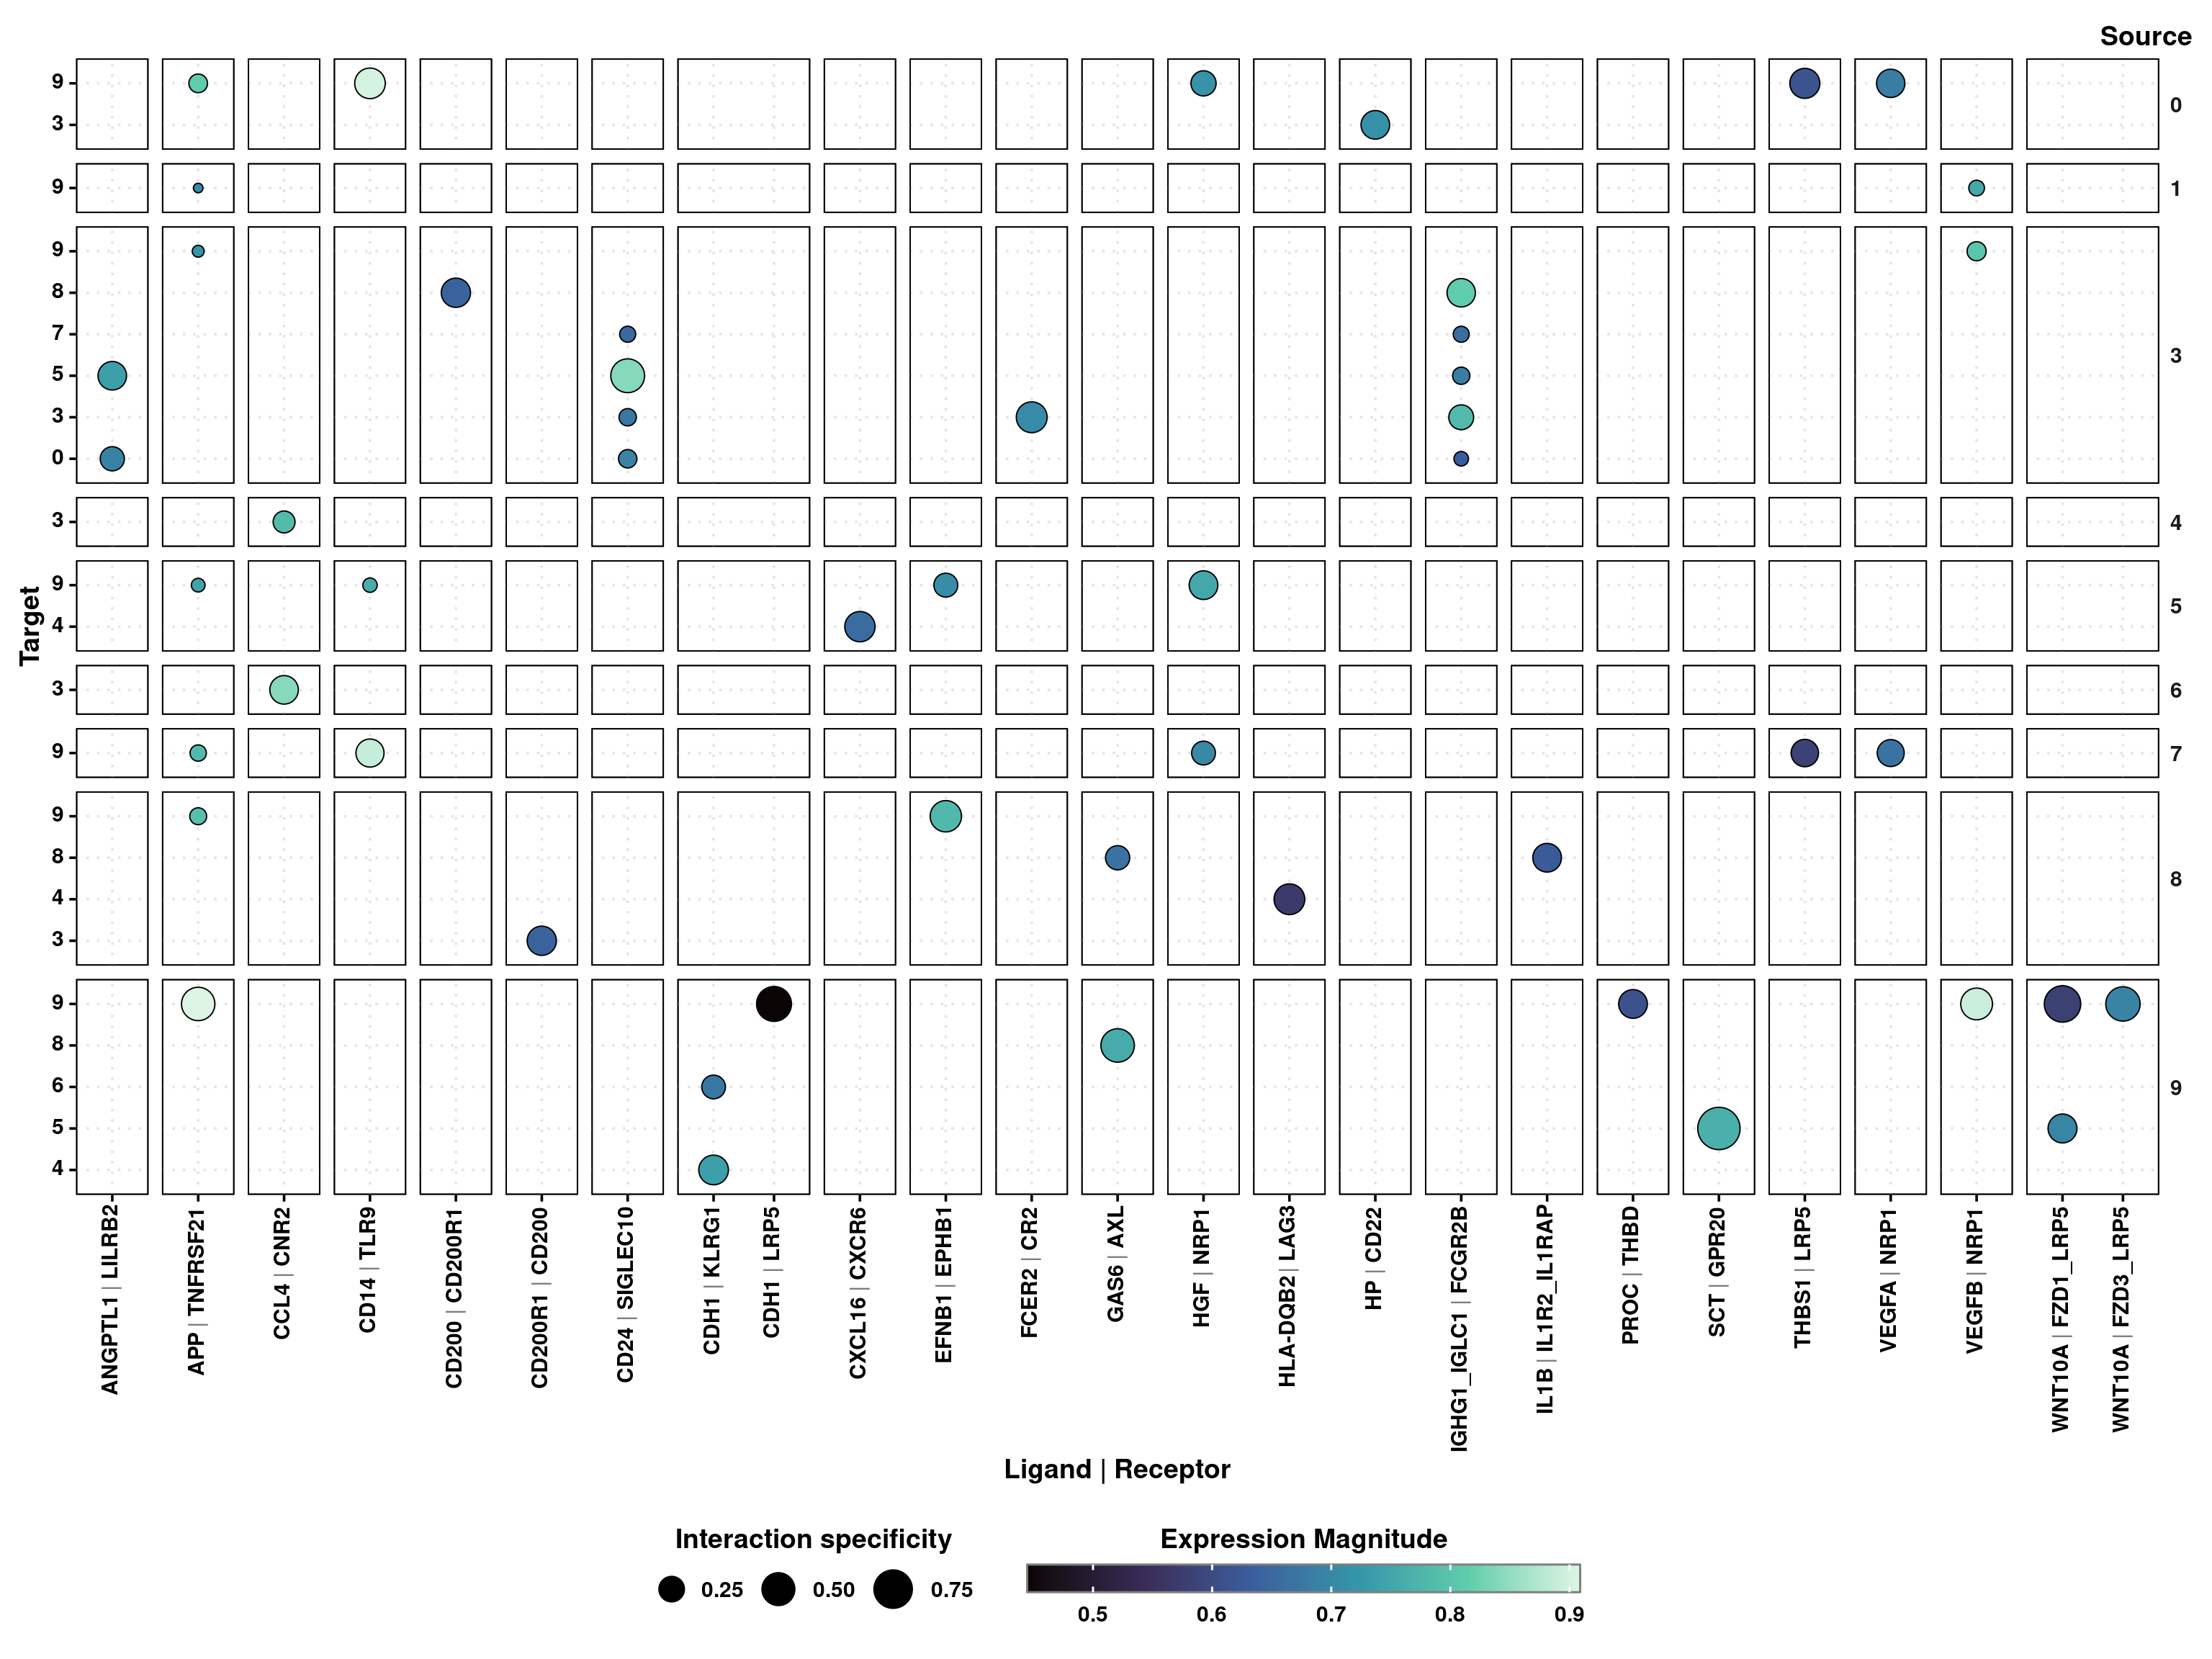 Source
9
3
0
9
1
9
8
7
5
3
0
3
3
4
9
4
5
3
6
9
7
9
8
4
3
8
9
8
6
5
4
9
Target
ANGPTL1 | LILRB2
APP | TNFRSF21
CCL4 | CNR2
CD14 | TLR9
CD200 | CD200R1
CD200R1 | CD200
CD24 | SIGLEC10
CDH1 | KLRG1
CDH1 | LRP5
CXCL16 | CXCR6
EFNB1 | EPHB1
FCER2 | CR2
GAS6 | AXL
HGF | NRP1
HLA-DQB2 | LAG3
HP | CD22
IGHG1_IGLC1 | FCGR2B
IL1B | IL1R2_IL1RAP
PROC | THBD
SCT | GPR20
THBS1 | LRP5
VEGFA | NRP1
VEGFB | NRP1
WNT10A | FZD1_LRP5
WNT10A | FZD3_LRP5
Ligand | Receptor
Interaction specificity
0.25 0.50 0.75
Expression Magnitude
0.5 0.6 0.7 0.8 0.9